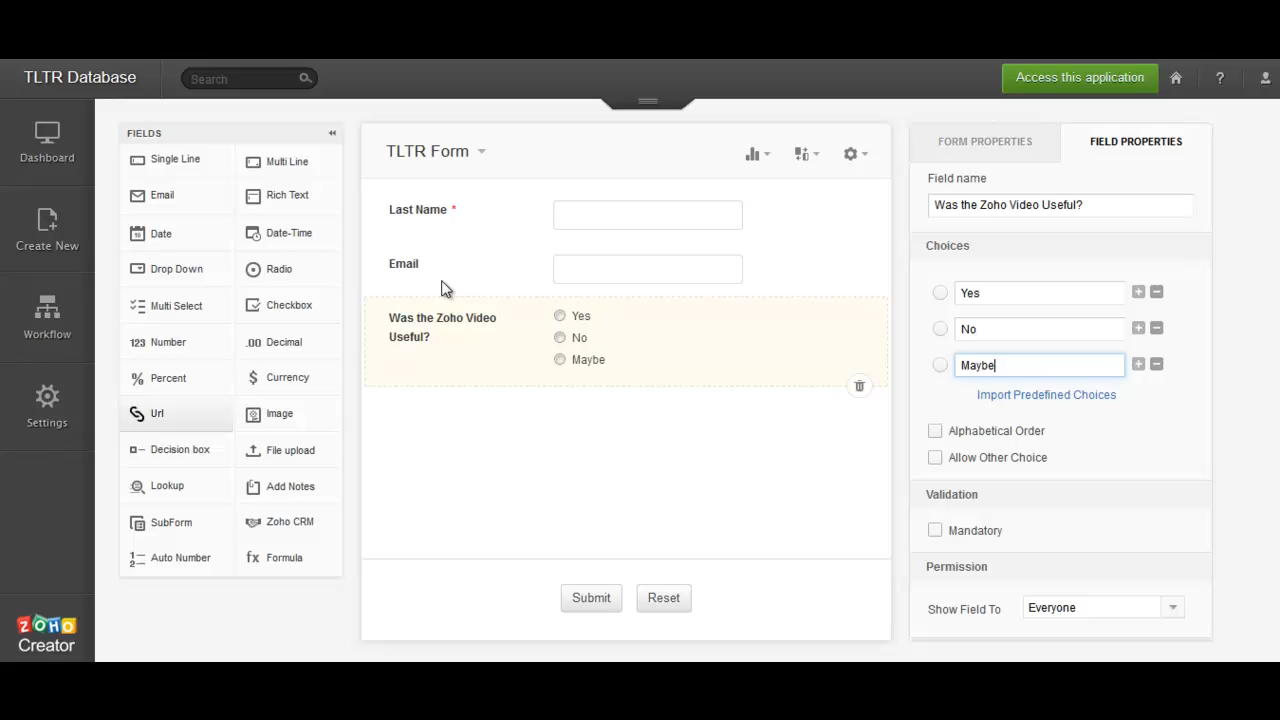 TLTR Database
Search
Access this application
?
Dashboard
Create New
Workflow
Settings
ZOHO
Creator
FIELDS
Single Line
Multi Line
Email
Rich Text
Date
Date-Time
Drop Down
Radio
Multi Select
Checkbox
123 Number
.00 Decimal
% Percent
$ Currency
Url
Image
Decision box
File upload
Lookup
Add Notes
SubForm
Zoho CRM
Auto Number
fx Formula
TLTR Form
Last Name *
Email
Was the Zoho Video
Useful?
Yes
No
Maybe
Submit
Reset
FORM PROPERTIES
FIELD PROPERTIES
Field name
Was the Zoho Video Useful?
Choices
Yes
No
Maybe
Import Predefined Choices
Alphabetical Order
Allow Other Choice
Validation
Mandatory
Permission
Show Field To
Everyone